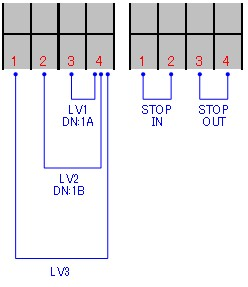 1 2 3 4 1 2 3 4
LV1
DN:1A
STOP
IN
STOP
OUT
LV2
DN:1B
LV3